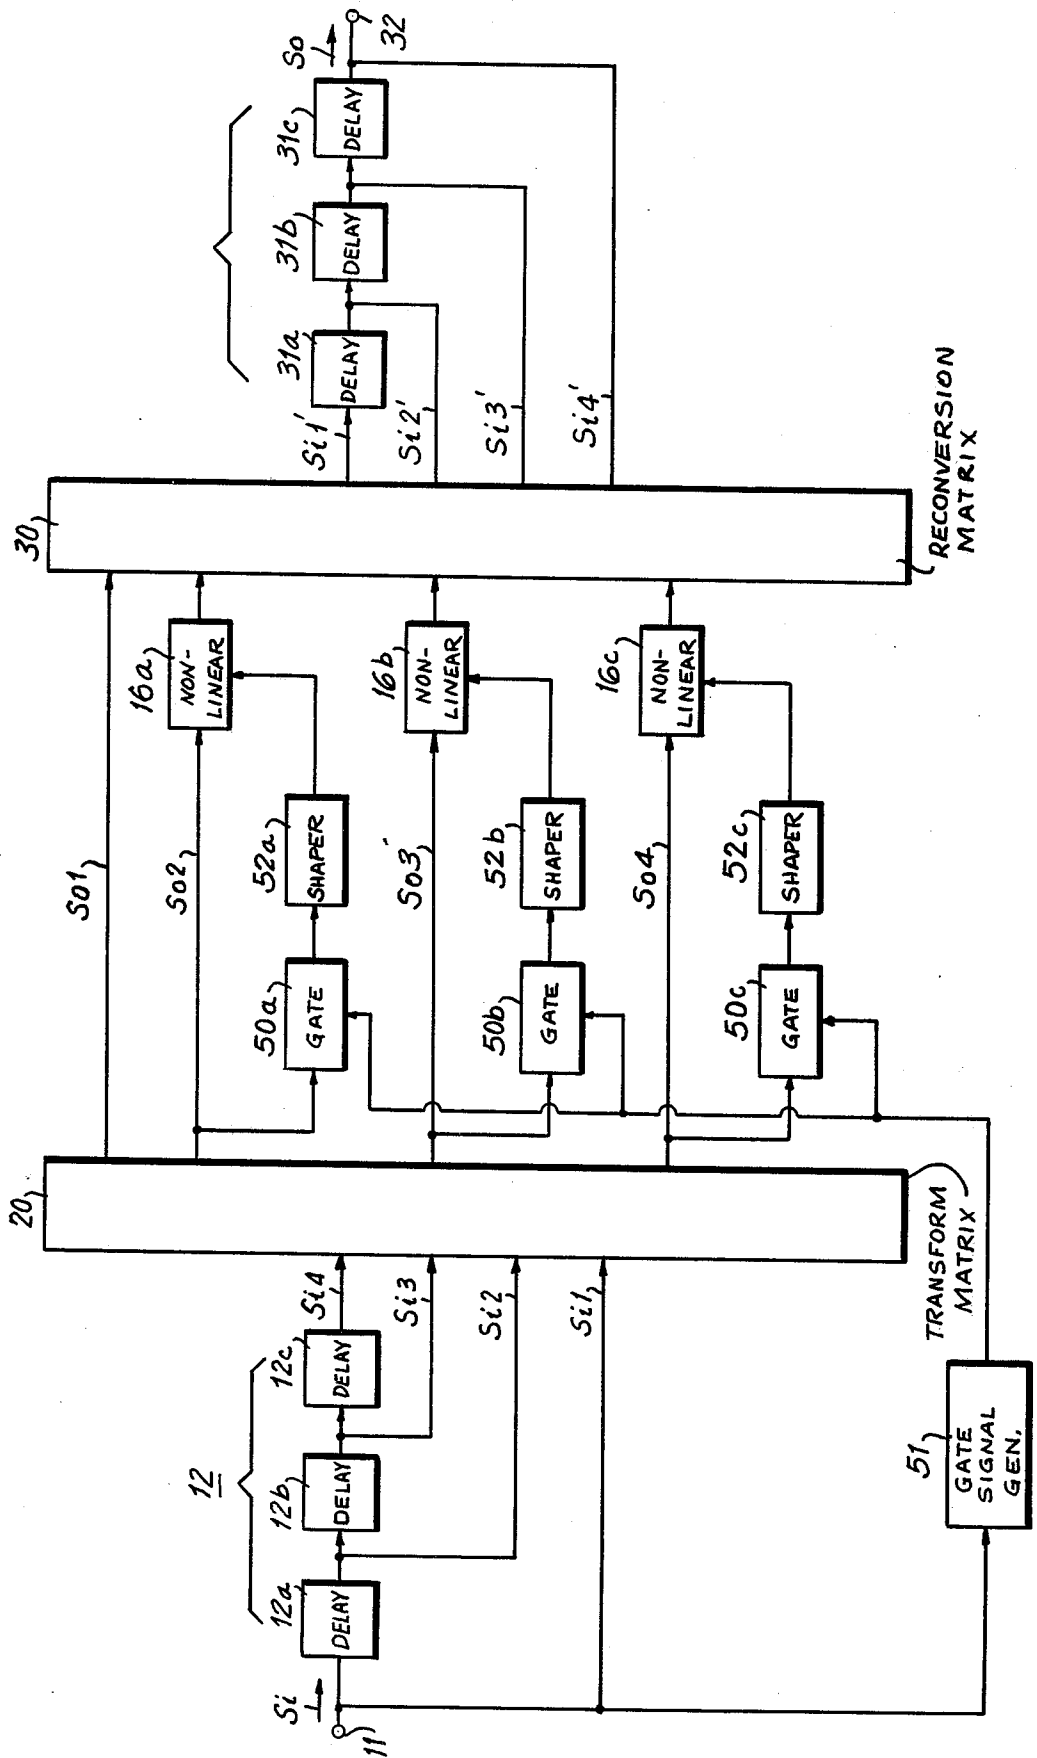 11
Si
12
12a
DELAY
12b
DELAY
12c
DELAY
Si4
Si3
Si2
Si1
51
GATE
SIGNAL
GEN.
20
TRANSFORM
MATRIX
So1
So2
So3
So4
50a
GATE
52a
SHAPER
16a
NON-
LINEAR
50b
GATE
52b
SHAPER
16b
NON-
LINEAR
50c
GATE
52c
SHAPER
16c
NON-
LINEAR
30
RECONVERSION
MATRIX
Si1'
Si2'
Si3'
Si4'
31a
DELAY
31b
DELAY
31c
DELAY
So
32